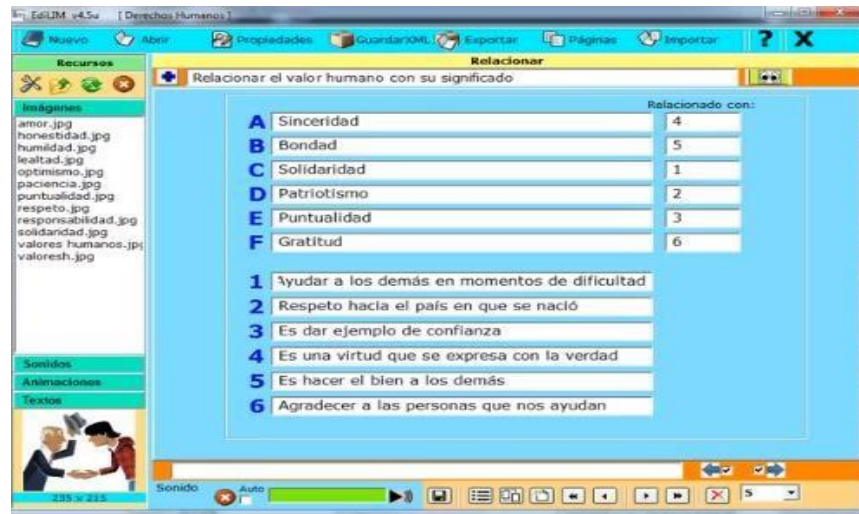 EdiLIM v4.5u [ Derechos Humanos ]
Nuevo Abrir Propiedades GuardarXML Exportar Páginas Importar ? X
Recursos
Relacionar
Relacionar el valor humano con su significado
Imágenes
amor.jpg
honestidad.jpg
humildad.jpg
lealtad.jpg
optimismo.jpg
paciencia.jpg
puntualidad.jpg
respeto.jpg
responsabilidad.jpg
solidaridad.jpg
valores humanos.jp
valoresh.jpg
Relacionado con:
A Sinceridad 4
B Bondad 5
C Solidaridad 1
D Patriotismo 2
E Puntualidad 3
F Gratitud 6
1 Ayudar a los demás en momentos de dificultad
2 Respeto hacia el país en que se nació
3 Es dar ejemplo de confianza
4 Es una virtud que se expresa con la verdad
5 Es hacer el bien a los demás
6 Agradecer a las personas que nos ayudan
Sonidos
Animaciones
Textos
235 x 215
Sonido Auto 5